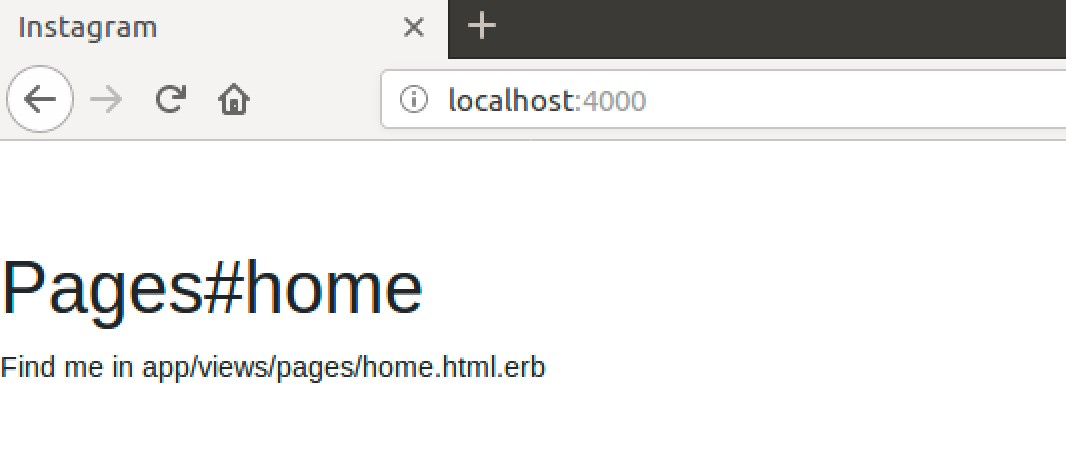 Instagram
localhost:4000
Pages#home
Find me in app/views/pages/home.html.erb